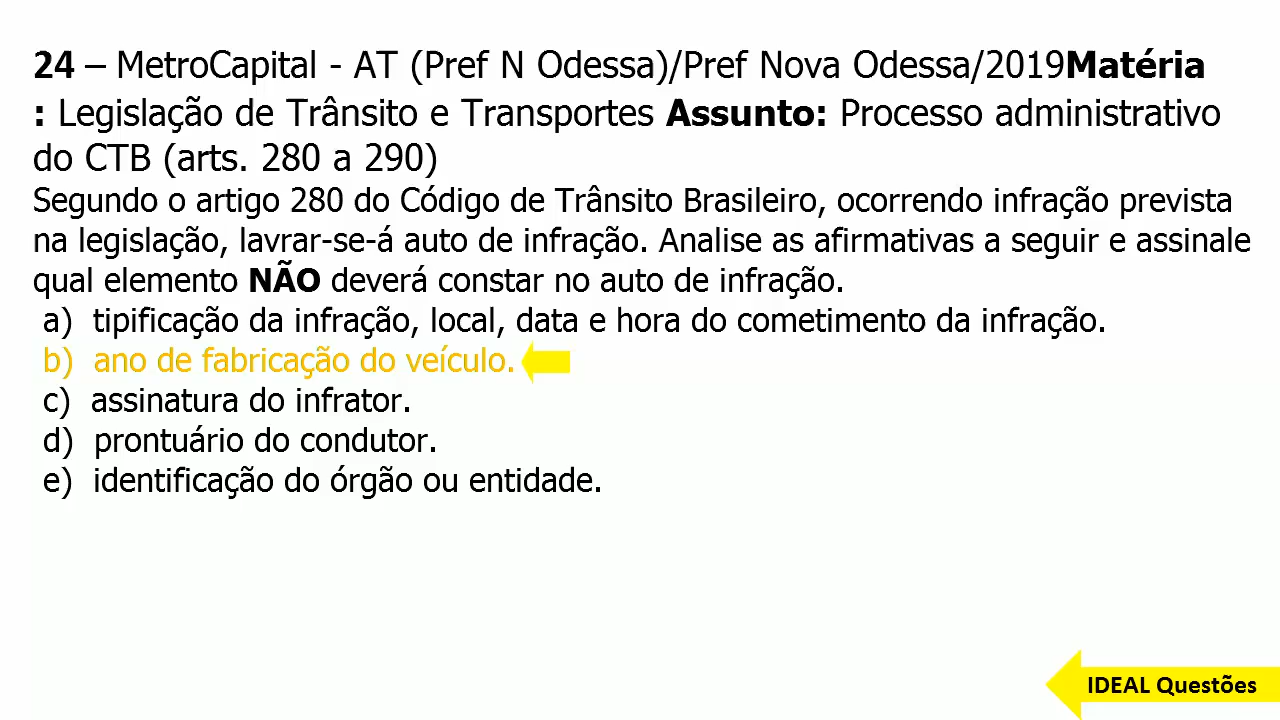 24 – MetroCapital - AT (Pref N Odessa)/Pref Nova Odessa/2019Matéria
: Legislação de Trânsito e Transportes Assunto: Processo administrativo
do CTB (arts. 280 a 290)
Segundo o artigo 280 do Código de Trânsito Brasileiro, ocorrendo infração prevista
na legislação, lavrar-se-á auto de infração. Analise as afirmativas a seguir e assinale
qual elemento NÃO deverá constar no auto de infração.
a) tipificação da infração, local, data e hora do cometimento da infração.
b) ano de fabricação do veículo.
c) assinatura do infrator.
d) prontuário do condutor.
e) identificação do órgão ou entidade.
IDEAL Questões